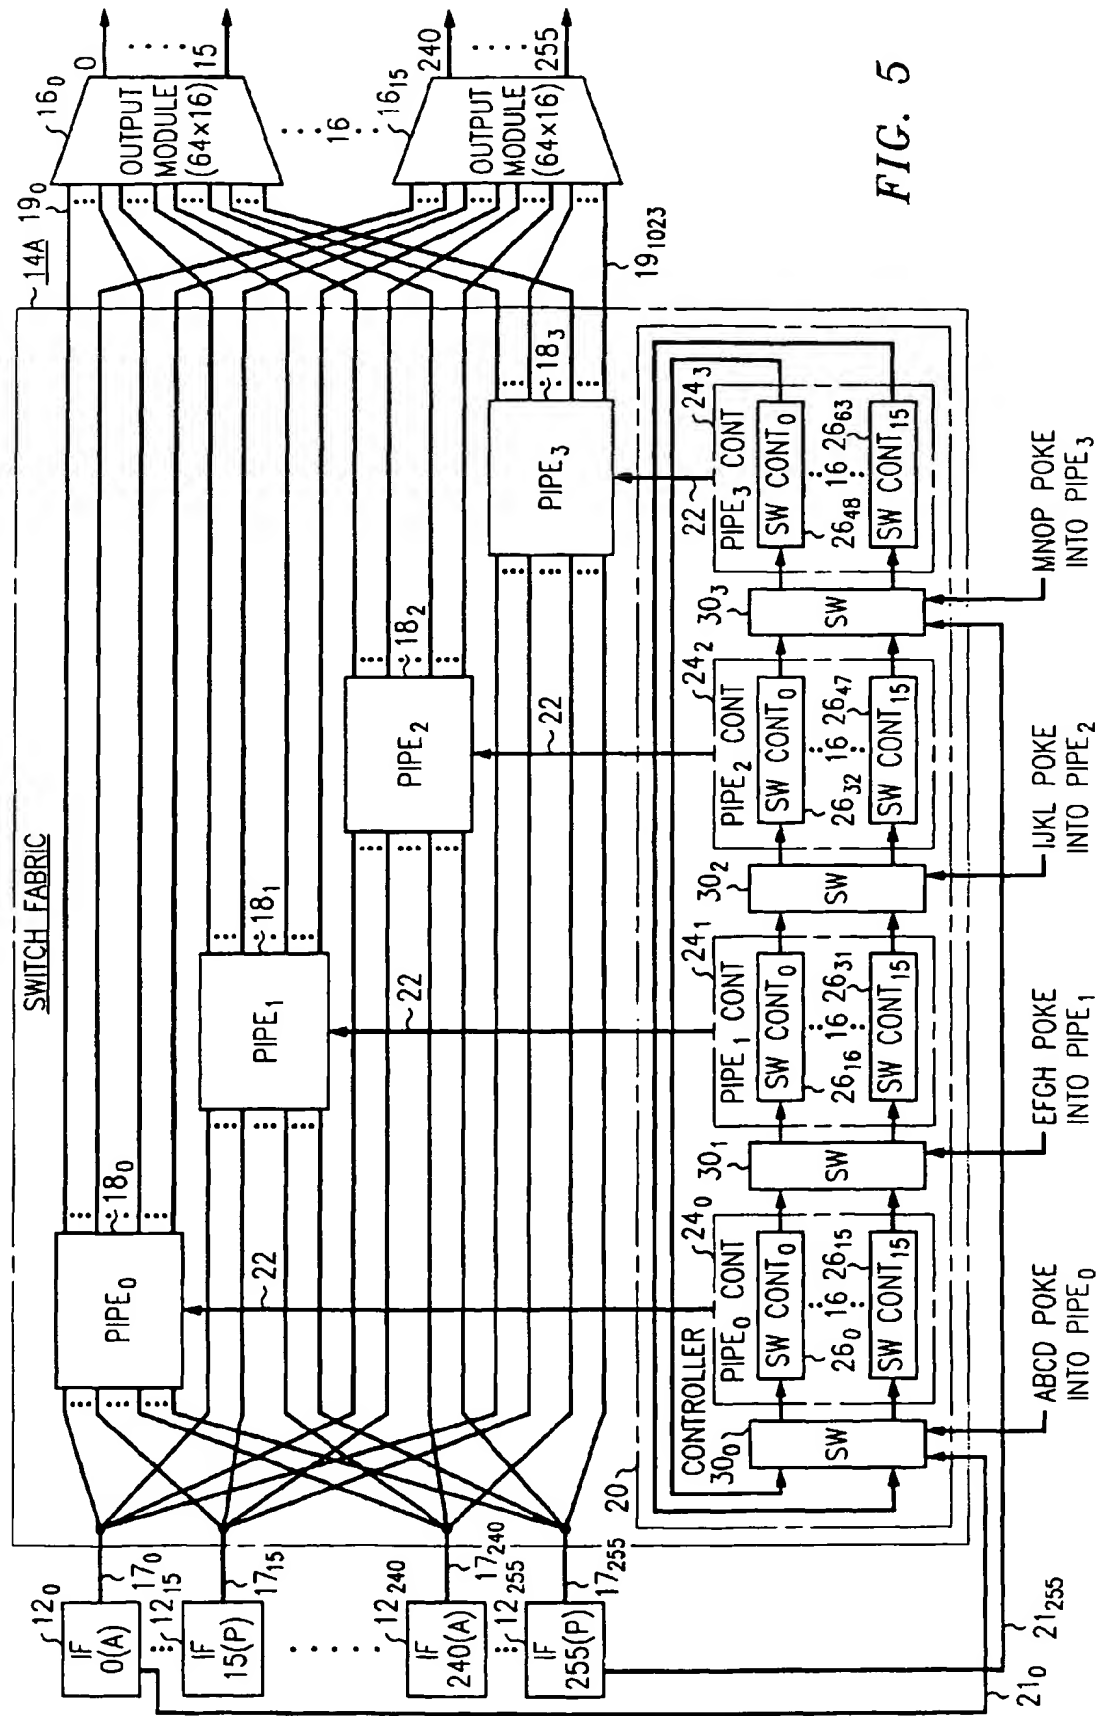 SWITCH FABRIC
14A
12₀
IF
0(A)
17₀
12₁₅
IF
15(P)
17₁₅
12₂₄₀
IF
240(A)
17₂₄₀
12₂₅₅
IF
255(P)
17₂₅₅
21₀
21₂₅₅
PIPE₀
18₀
22
PIPE₁
18₁
22
PIPE₂
18₂
22
PIPE₃
18₃
22
19₀
19₁₀₂₃
16₀
OUTPUT
MODULE
(64×16)
0
15
16
16₁₅
OUTPUT
MODULE
(64×16)
240
255
20
CONTROLLER
30₀
SW
PIPE₀ CONT
24₀
SW CONT₀
26₀
16
26₁₅
SW CONT₁₅
30₁
SW
PIPE₁ CONT
24₁
SW CONT₀
26₁₆
16
26₃₁
SW CONT₁₅
30₂
SW
PIPE₂ CONT
24₂
SW CONT₀
26₃₂
16
26₄₇
SW CONT₁₅
30₃
SW
PIPE₃ CONT
24₃
SW CONT₀
26₄₈
16
26₆₃
SW CONT₁₅
ABCD POKE
INTO PIPE₀
EFGH POKE
INTO PIPE₁
IJKL POKE
INTO PIPE₂
MNOP POKE
INTO PIPE₃
FIG. 5